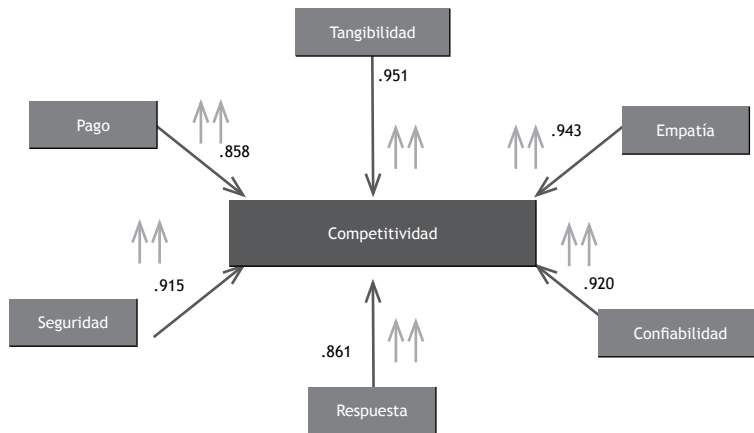 Tangibilidad
.951
Pago
.858
.943
Empatía
Competitividad
.915
.920
Seguridad
Confiabilidad
.861
Respuesta